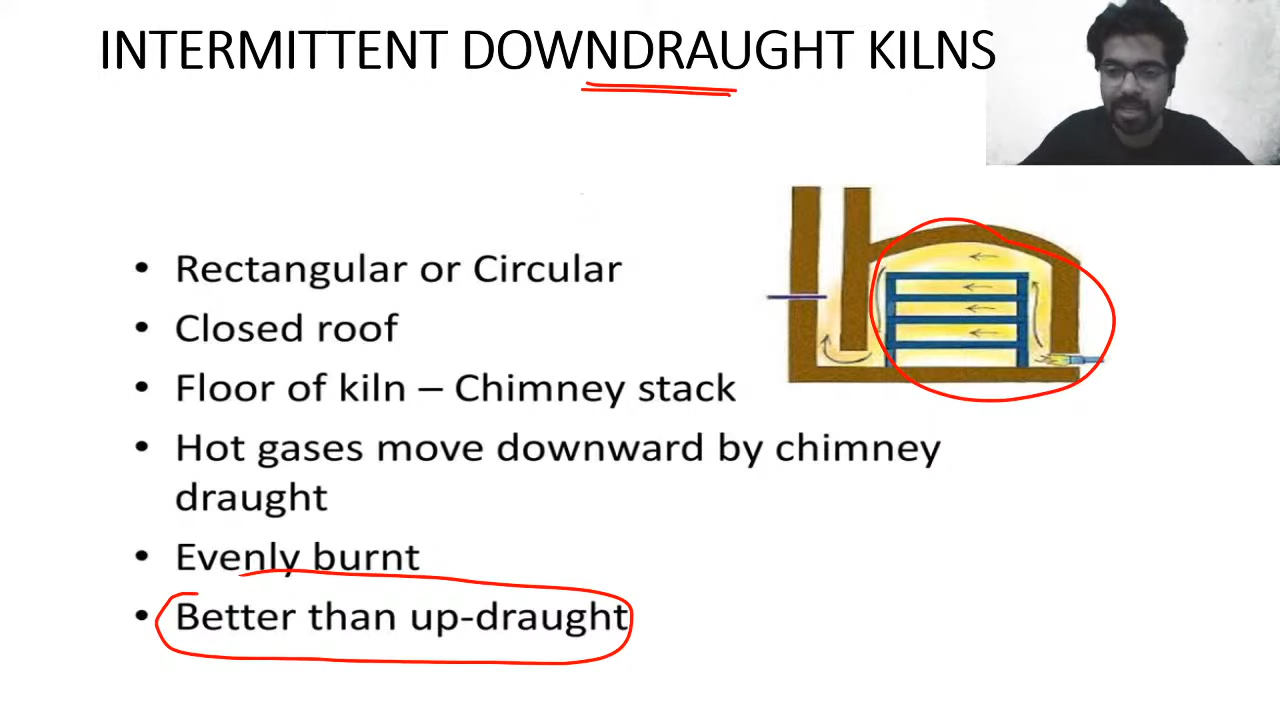 INTERMITTENT DOWNDRAUGHT KILNS
• Rectangular or Circular
• Closed roof
• Floor of kiln – Chimney stack
• Hot gases move downward by chimney
draught
• Evenly burnt
• Better than up-draught